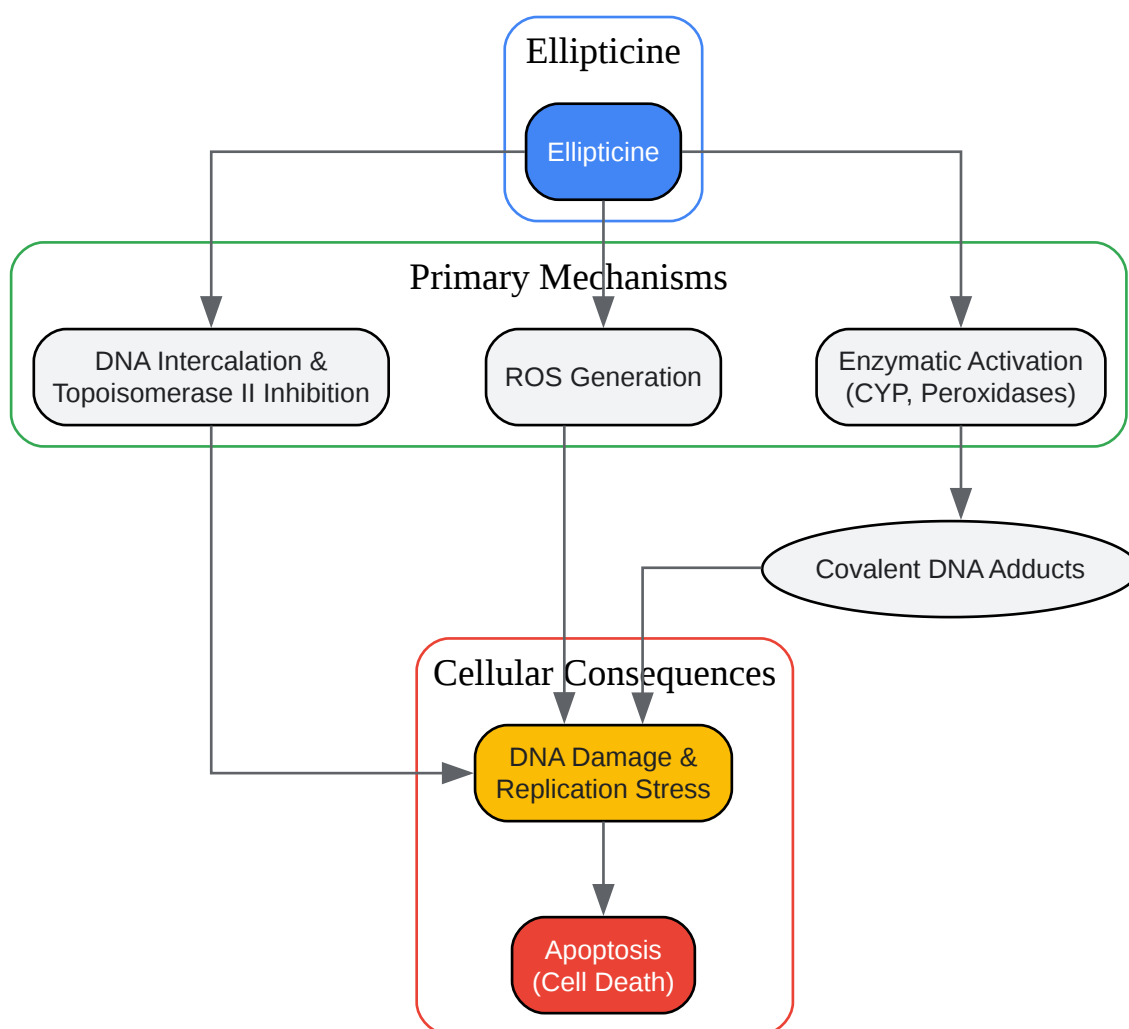 Ellipticine
Ellipticine
Primary Mechanisms
DNA Intercalation &
Topoisomerase II Inhibition
ROS Generation
Enzymatic Activation
(CYP, Peroxidases)
Covalent DNA Adducts
Cellular Consequences
DNA Damage &
Replication Stress
Apoptosis
(Cell Death)